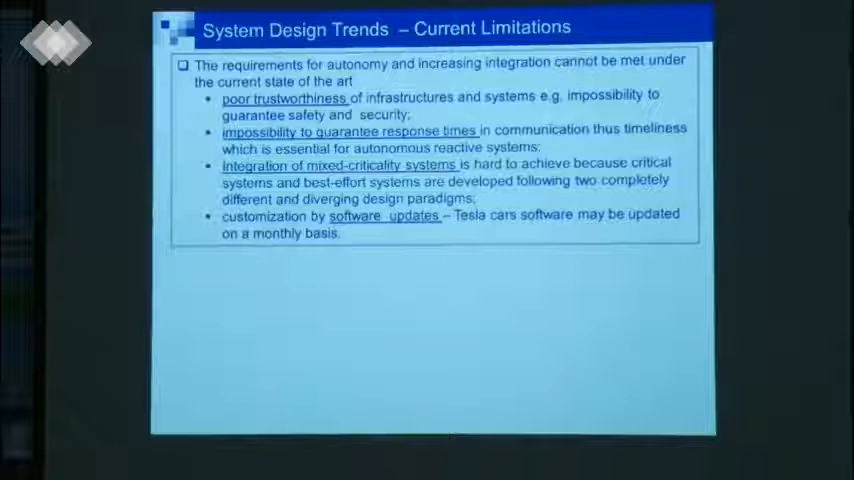 System Design Trends – Current Limitations
The requirements for autonomy and increasing integration cannot be met under
the current state of the art
• poor trustworthiness of infrastructures and systems e.g. impossibility to
guarantee safety and security;
• impossibility to guarantee response times in communication thus timeliness
which is essential for autonomous reactive systems;
• Integration of mixed-criticality systems is hard to achieve because critical
systems and best-effort systems are developed following two completely
different and diverging design paradigms;
• customization by software updates – Tesla cars software may be updated
on a monthly basis.